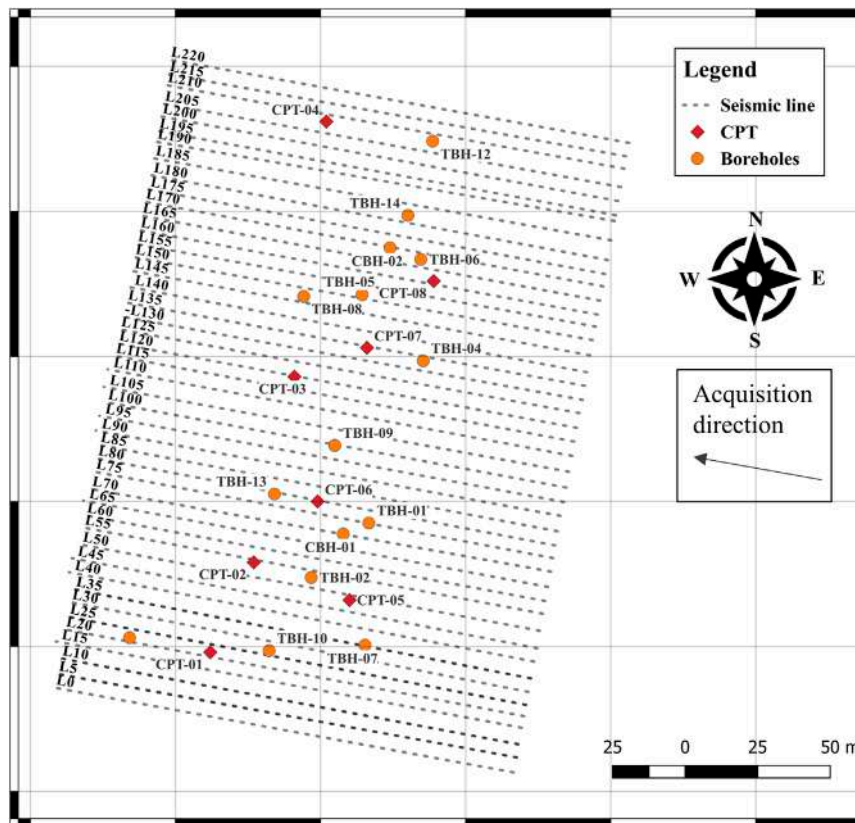 L220
L215
L210
L205
L200
L195
L190
L185
L180
L175
L170
L165
L160
L155
L150
L145
L140
L135
L130
L125
L120
L115
L110
L105
L100
L95
L90
L85
L80
L75
L70
L65
L60
L55
L50
L45
L40
L35
L30
L25
L20
L15
L10
L5
L0
CPT-04
TBH-12
TBH-14
CBH-02
TBH-06
TBH-05
CPT-08
TBH-08
CPT-07
TBH-04
CPT-03
TBH-09
TBH-13
CPT-06
TBH-01
CBH-01
CPT-02
TBH-02
CPT-05
TBH-10
CPT-01
TBH-07
Legend
Seismic line
CPT
Boreholes
N
W E
S
Acquisition
direction
25 0 25 50 m